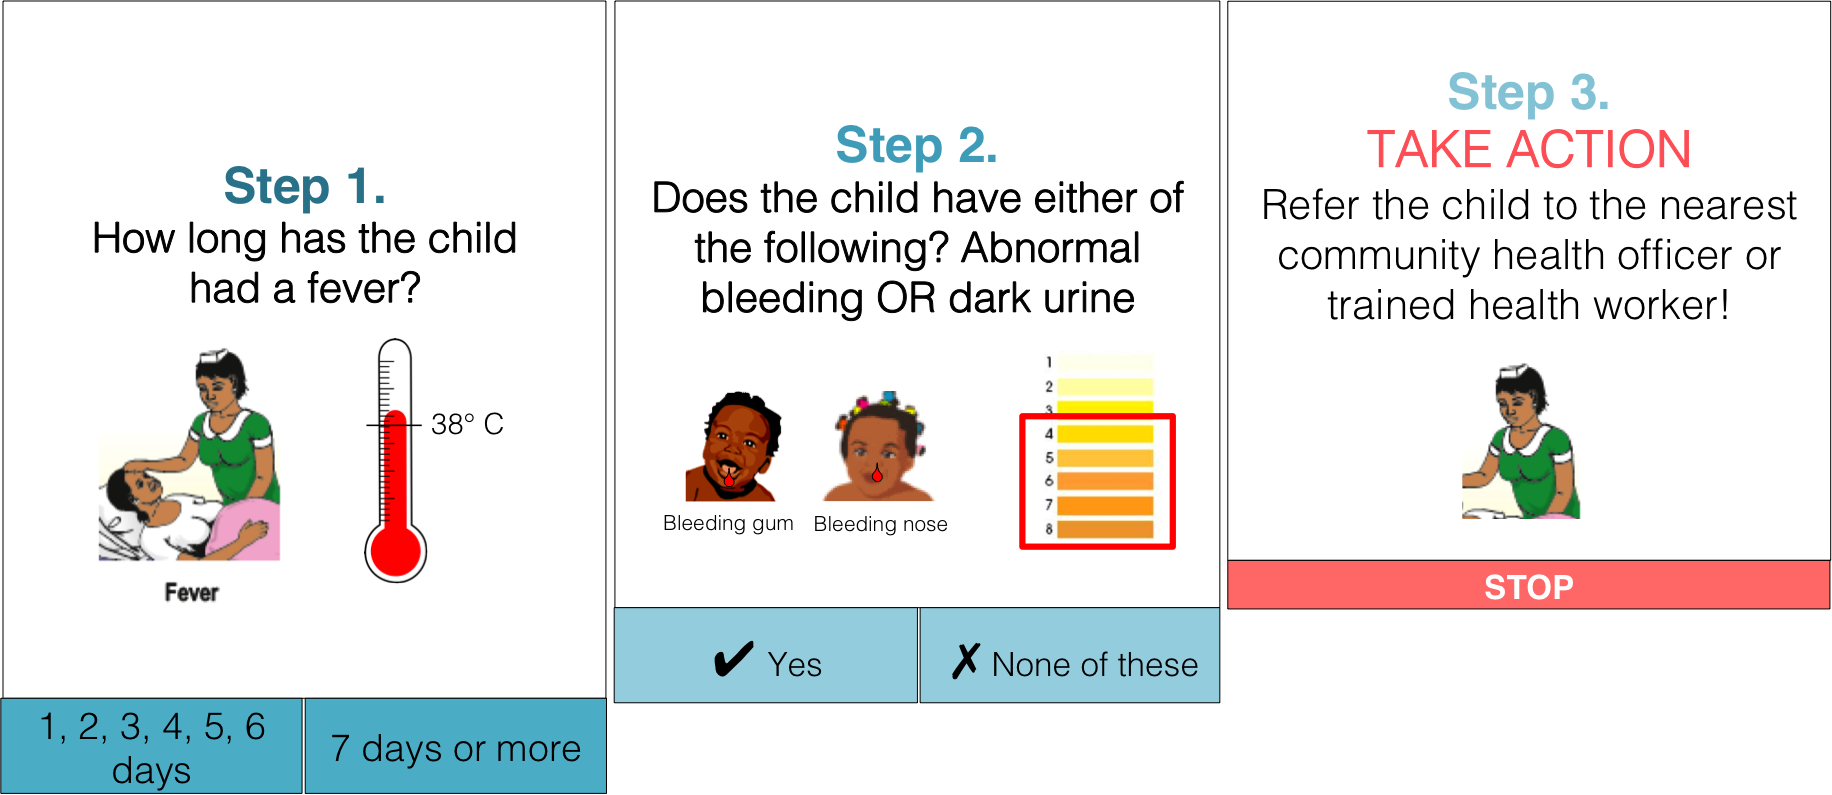 Step 1.
How long has the child
had a fever?
38° C
Fever
1, 2, 3, 4, 5, 6
days
7 days or more
Step 2.
Does the child have either of
the following? Abnormal
bleeding OR dark urine
1
2
3
4
5
6
7
8
Bleeding gum
Bleeding nose
✔ Yes
✗ None of these
Step 3.
TAKE ACTION
Refer the child to the nearest
community health officer or
trained health worker!
STOP